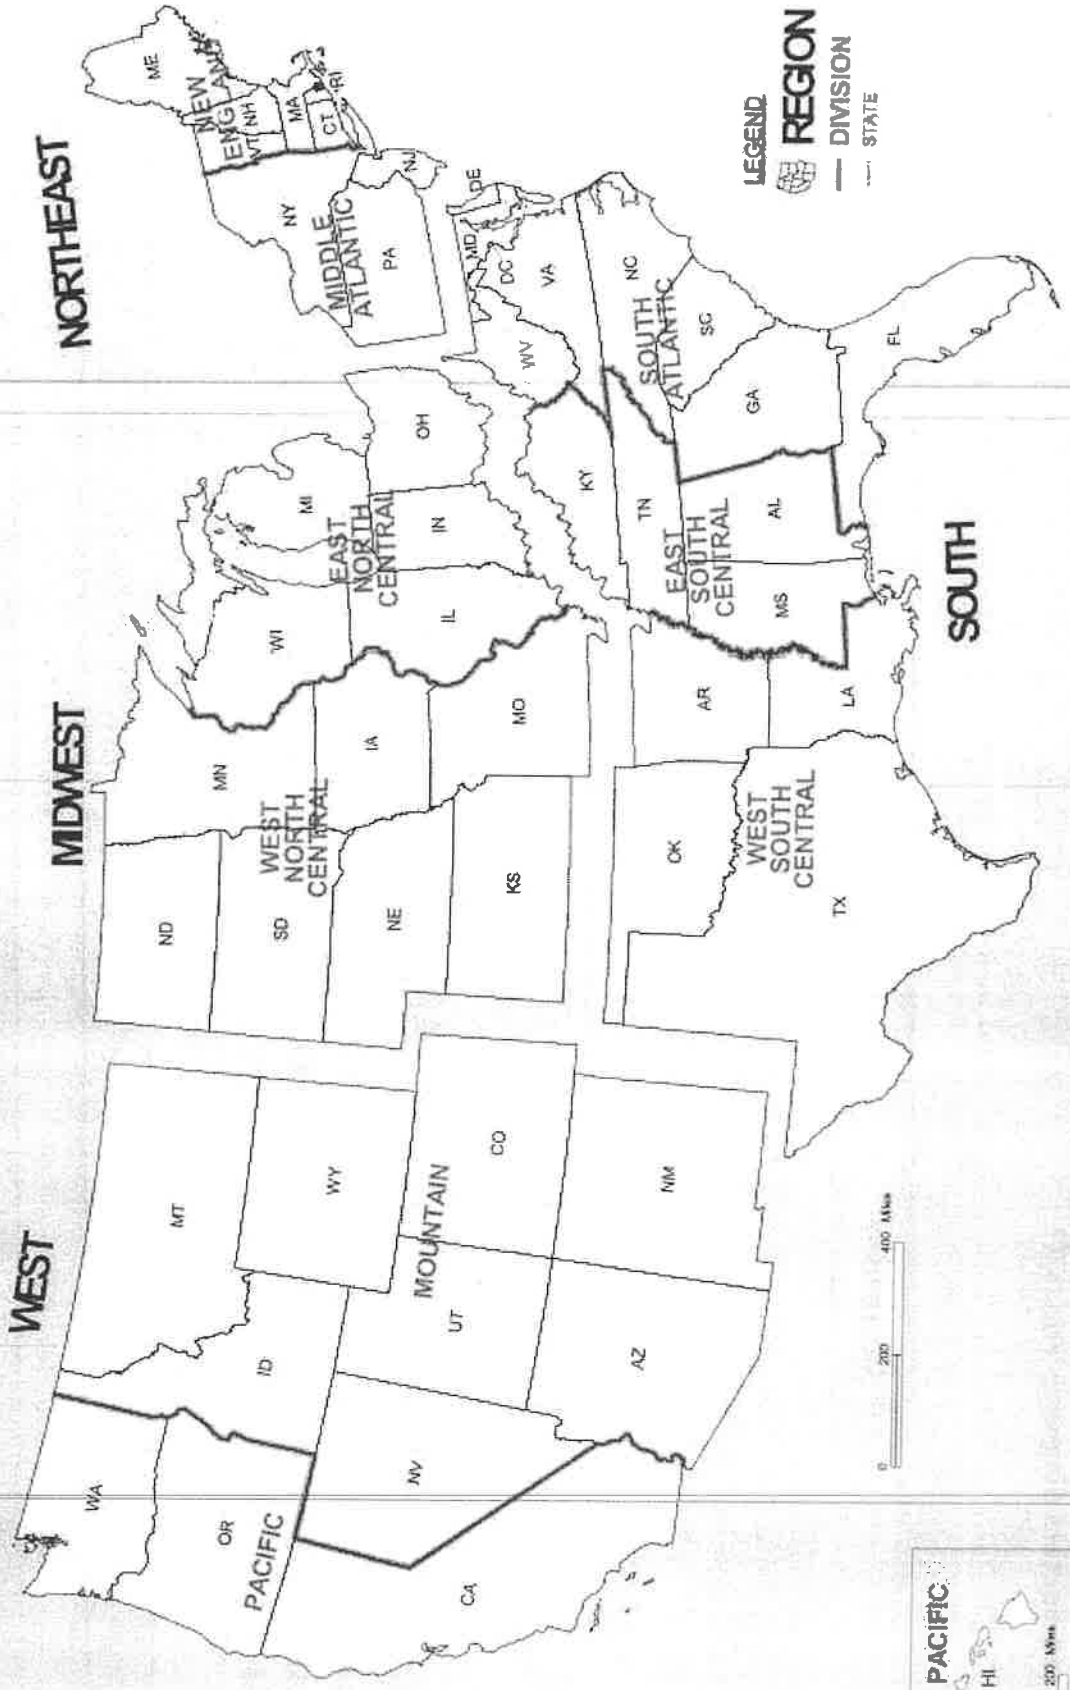 WEST
MIDWEST
NORTHEAST
WA
MT
ND
MN
ME
NEW
ENGLAND
VT
NH
MA
CT
RI
OR
ID
WY
SD
WEST
NORTH
CENTRAL
WI
MI
EAST
NORTH
CENTRAL
NY
MIDDLE
ATLANTIC
PA
NJ
PACIFIC
NV
UT
MOUNTAIN
CO
NE
IA
IL
IN
OH
KS
MO
CA
AZ
NM
WV
MD
DE
DC
VA
KY
TN
NC
SOUTH
ATLANTIC
SC
OK
AR
EAST
SOUTH
CENTRAL
WEST
SOUTH
CENTRAL
TX
LA
MS
AL
GA
FL
SOUTH
LEGEND
REGION
DIVISION
STATE
0 200 400 Miles
PACIFIC
HI
200 Miles